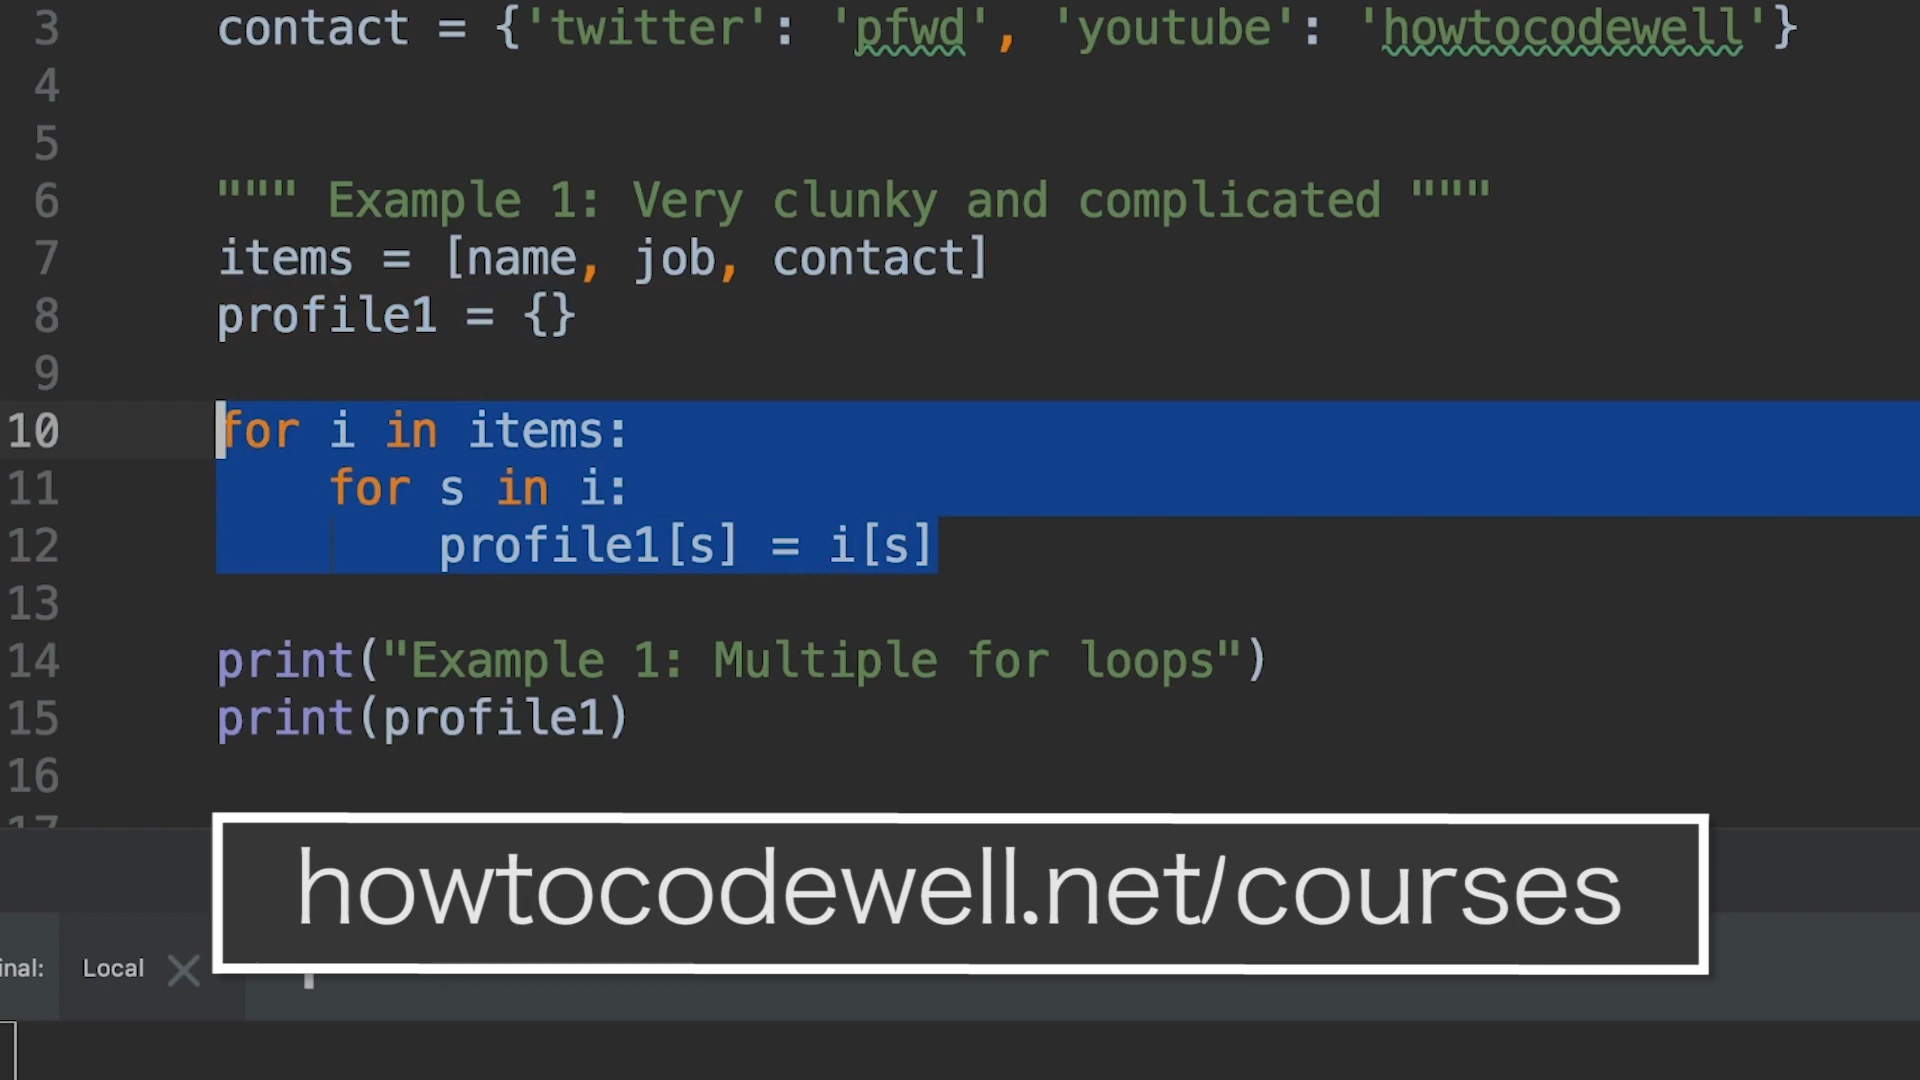 3 contact = {'twitter': 'pfwd', 'youtube': 'howtocodewell'}
4
5
6 """ Example 1: Very clunky and complicated """
7 items = [name, job, contact]
8 profile1 = {}
9
10 for i in items:
11 for s in i:
12 profile1[s] = i[s]
13
14 print("Example 1: Multiple for loops")
15 print(profile1)
16
17
howtocodewell.net/courses
inal: Local